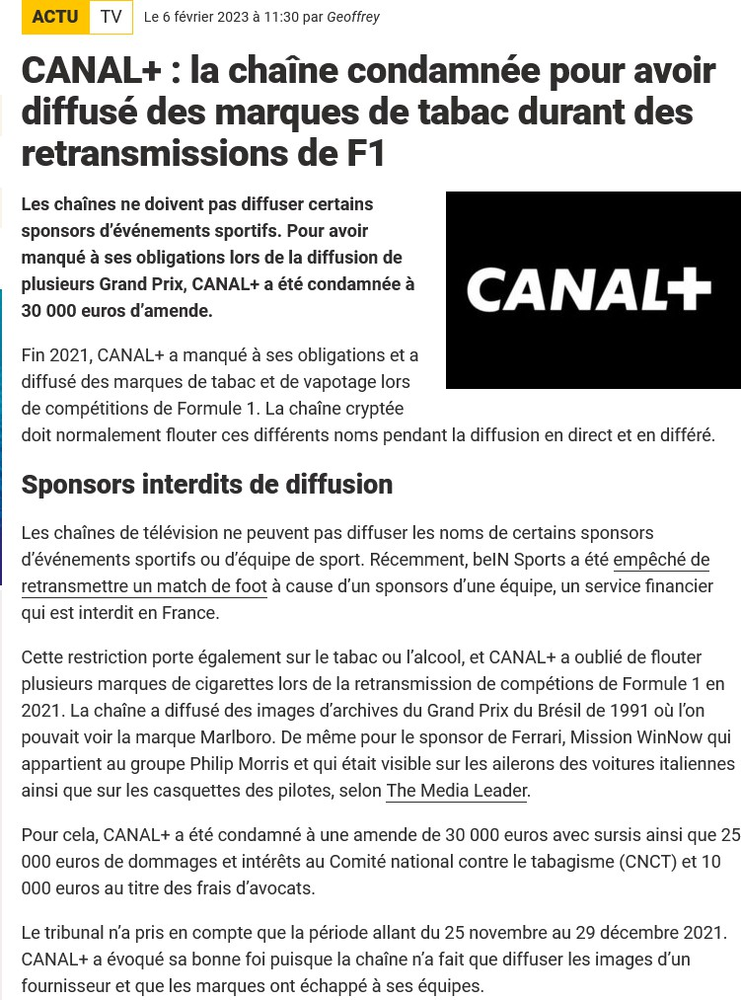 ACTU TV Le 6 février 2023 à 11:30 par Geoffrey
CANAL+ : la chaîne condamnée pour avoir
diffusé des marques de tabac durant des
retransmissions de F1
Les chaînes ne doivent pas diffuser certains
sponsors d’événements sportifs. Pour avoir
manqué à ses obligations lors de la diffusion de
plusieurs Grand Prix, CANAL+ a été condamnée à
30 000 euros d’amende.
CANAL+
Fin 2021, CANAL+ a manqué à ses obligations et a
diffusé des marques de tabac et de vapotage lors
de compétitions de Formule 1. La chaîne cryptée
doit normalement flouter ces différents noms pendant la diffusion en direct et en différé.
Sponsors interdits de diffusion
Les chaînes de télévision ne peuvent pas diffuser les noms de certains sponsors
d’événements sportifs ou d’équipe de sport. Récemment, beIN Sports a été empêché de
retransmettre un match de foot à cause d’un sponsors d’une équipe, un service financier
qui est interdit en France.
Cette restriction porte également sur le tabac ou l’alcool, et CANAL+ a oublié de flouter
plusieurs marques de cigarettes lors de la retransmission de compétions de Formule 1 en
2021. La chaîne a diffusé des images d’archives du Grand Prix du Brésil de 1991 où l’on
pouvait voir la marque Marlboro. De même pour le sponsor de Ferrari, Mission WinNow qui
appartient au groupe Philip Morris et qui était visible sur les ailerons des voitures italiennes
ainsi que sur les casquettes des pilotes, selon The Media Leader.
Pour cela, CANAL+ a été condamné à une amende de 30 000 euros avec sursis ainsi que 25
000 euros de dommages et intérêts au Comité national contre le tabagisme (CNCT) et 10
000 euros au titre des frais d’avocats.
Le tribunal n’a pris en compte que la période allant du 25 novembre au 29 décembre 2021.
CANAL+ a évoqué sa bonne foi puisque la chaîne n’a fait que diffuser les images d’un
fournisseur et que les marques ont échappé à ses équipes.